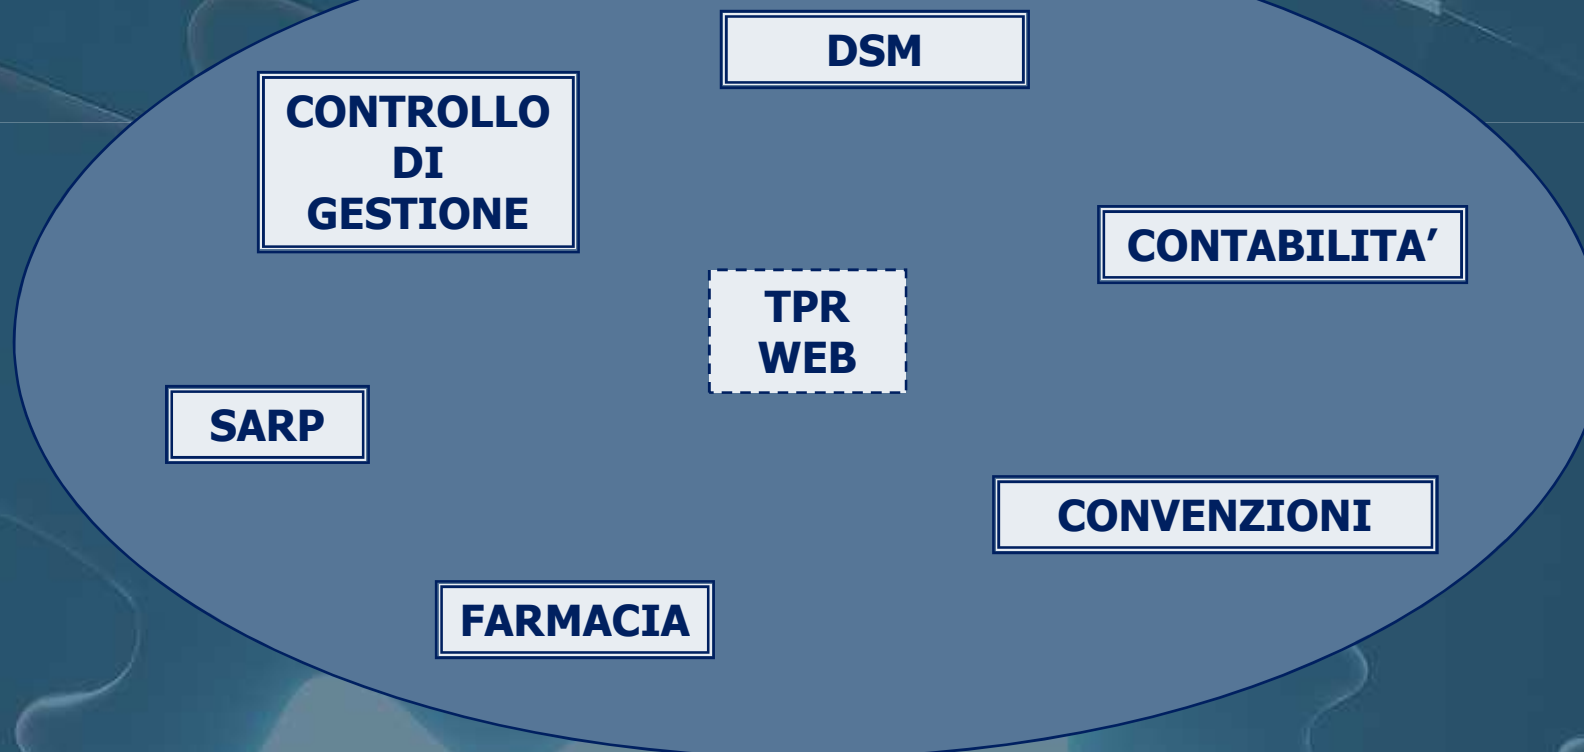 DSM
CONTROLLO
DI
GESTIONE
CONTABILITA’
TPR
WEB
SARP
CONVENZIONI
FARMACIA